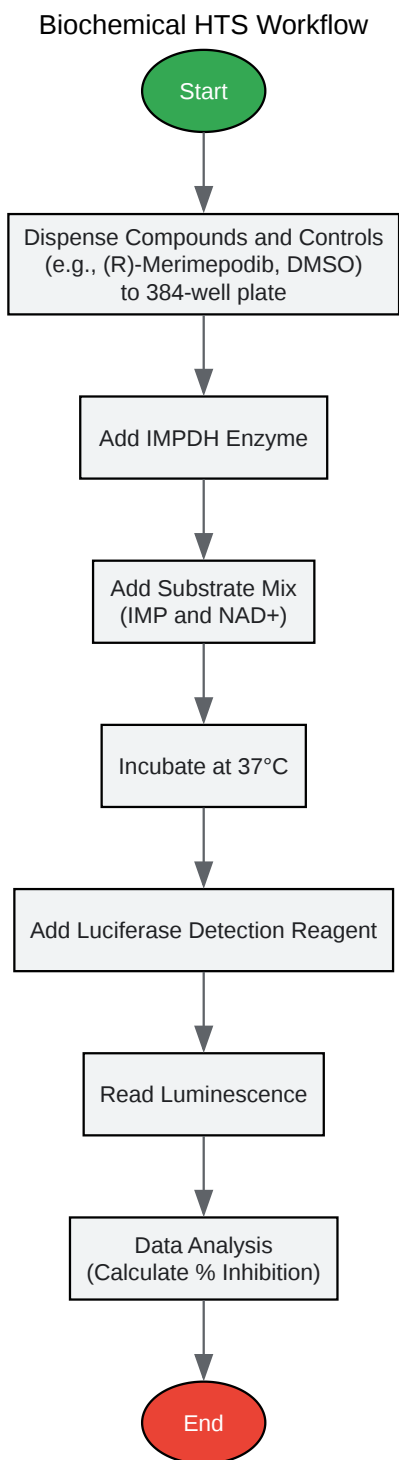 Biochemical HTS Workflow
Start
Dispense Compounds and Controls
(e.g., (R)-Merimepodib, DMSO)
to 384-well plate
Add IMPDH Enzyme
Add Substrate Mix
(IMP and NAD+)
Incubate at 37°C
Add Luciferase Detection Reagent
Read Luminescence
Data Analysis
(Calculate % Inhibition)
End